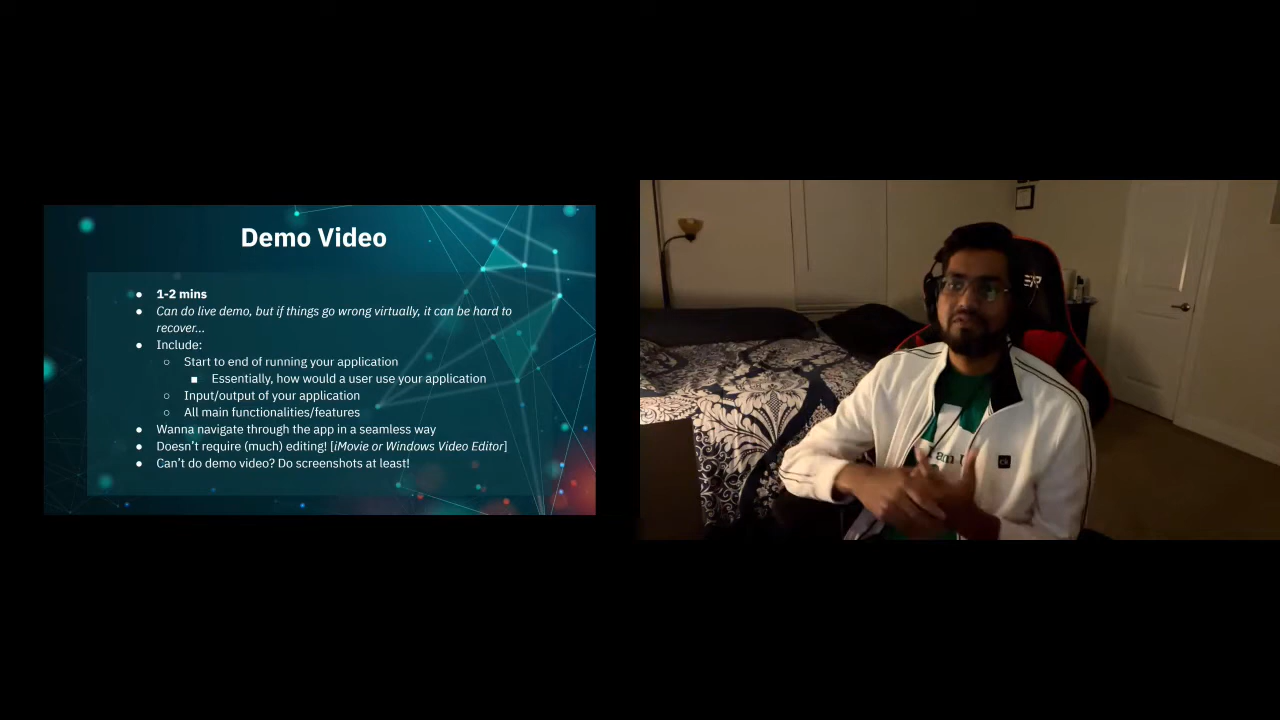 Demo Video
● 1-2 mins
● Can do live demo, but if things go wrong virtually, it can be hard to
recover...
● Include:
○ Start to end of running your application
■ Essentially, how would a user use your application
○ Input/output of your application
○ All main functionalities/features
● Wanna navigate through the app in a seamless way
● Doesn't require (much) editing! [iMovie or Windows Video Editor]
● Can't do demo video? Do screenshots at least!
am